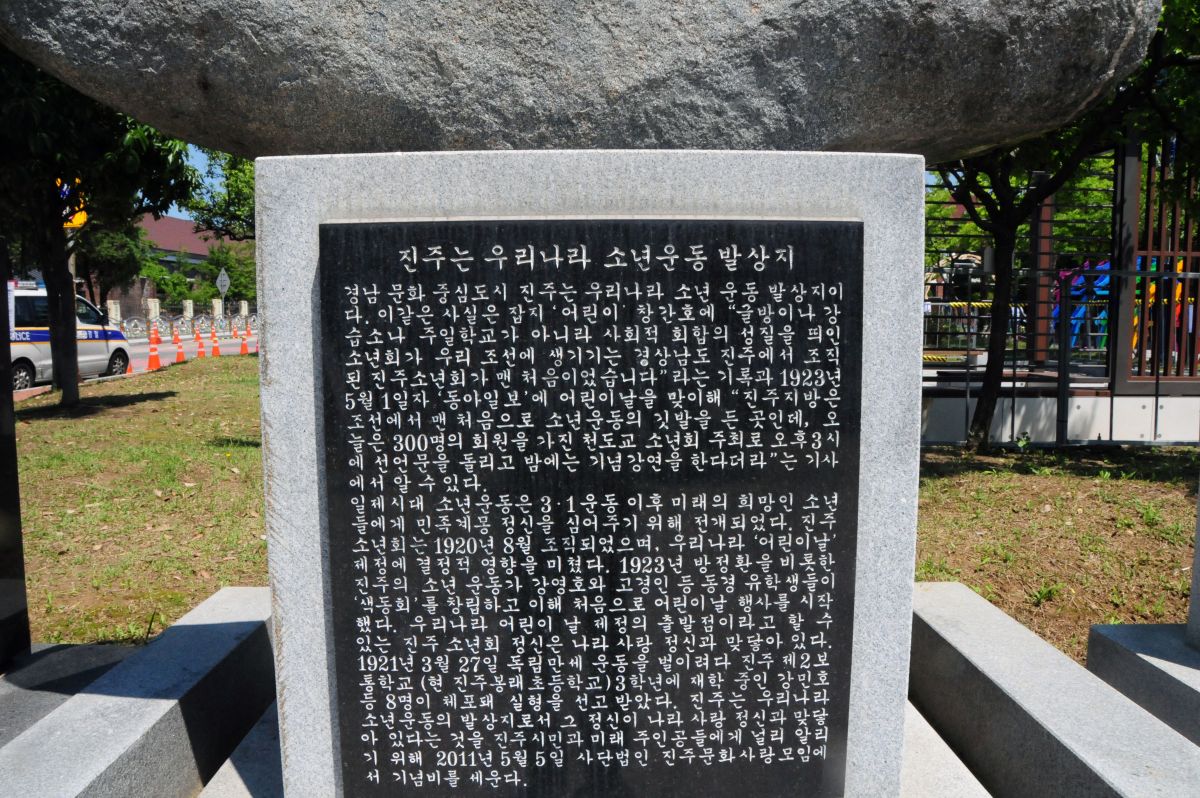 진주는 우리나라 소년운동 발상지
경남 문화 중심도시 진주는 우리나라 소년 운동 발상지이
다. 이같은 사실은 잡지 '어린이' 창간호에 "글방이나 강
습소나 주일학교가 아니라 사회적 회합의 성질을 띄인
소년회가 우리 조선에 생기기는 경상남도 진주에서 조직
된 진주소년회가 맨 처음이었습니다"라는 기록과 1923년
5월 1일자 '동아일보'에 어린이날을 맞이해 "진주지방은
조선에서 맨 처음으로 소년운동의 깃발을 든 곳인데, 오
늘은 300명의 회원을 가진 천도교 소년회 주최로 오후3시
에 선언문을 돌리고 밤에는 기념강연을 한다더라"는 기사
에서 알 수 있다.
일제시대 소년운동은 3·1운동 이후 미래의 희망인 소년
들에게 민족계몽 정신을 심어주기 위해 전개되었다. 진주
소년회는 1920년 8월 조직되었으며, 우리나라 '어린이날'
제정에 결정적 영향을 미쳤다. 1923년 방정환을 비롯한
진주의 소년 운동가 강영호와 고경인 등 동경 유학생들이
'색동회'를 창립하고 이해 처음으로 어린이날 행사를 시작
했다. 우리나라 어린이 날 제정의 출발점이라고 할 수
있는 진주 소년회 정신은 나라 사랑 정신과 맞닿아 있다.
1921년 3월 27일 독립만세 운동을 벌이려다 진주 제2보
통학교(현 진주봉래초등학교)3학년에 재학 중인 강민호
등 8명이 체포돼 실형을 선고 받았다. 진주는 우리나라
소년운동의 발상지로서 그 정신이 나라 사랑 정신과 맞닿
아 있다는 것을 진주시민과 미래 주인공들에게 널리 알리
기 위해 2011년 5월 5일 사단법인 진주문화사랑모임에
서 기념비를 세운다.
POLICE